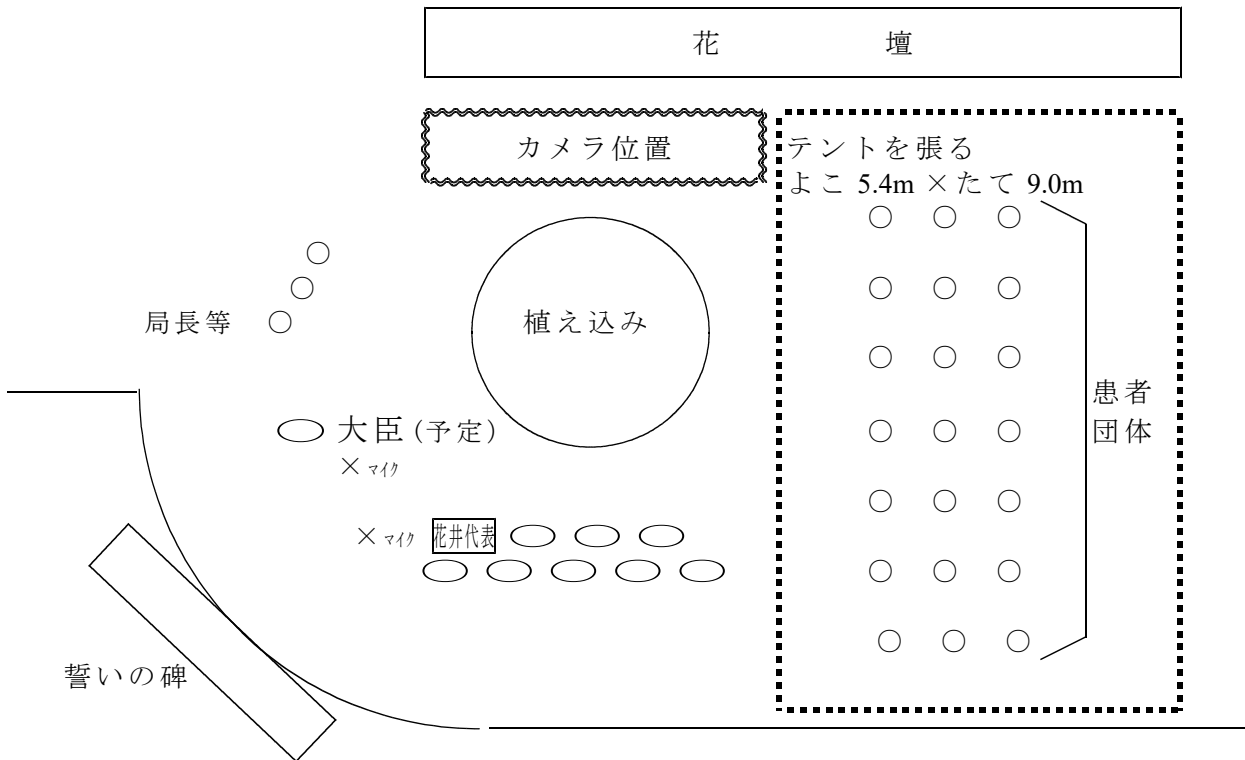 花壇
カメラ位置
テントを張る
よこ 5.4m ×たて 9.0m
植え込み
局長等
患者
団体
大臣(予定)
×マイク
×マイク
花井代表
誓いの碑